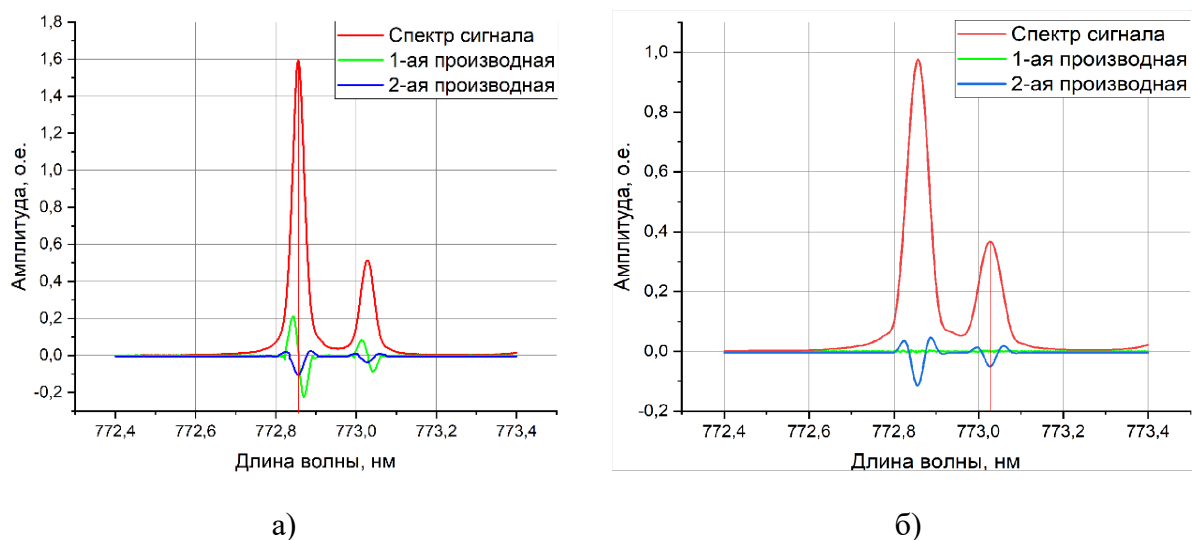 1,8
1,6
1,4
1,2
1,0
0,8
0,6
0,4
0,2
0,0
-0,2
Амплитуда, о.е.
Спектр сигнала
1-ая производная
2-ая производная
772,4 772,6 772,8 773,0 773,2 773,4
Длина волны, нм
а)
1,0
0,8
0,6
0,4
0,2
0,0
-0,2
Амплитуда, о.е.
Спектр сигнала
1-ая производная
2-ая производная
772,4 772,6 772,8 773,0 773,2 773,4
Длина волны, нм
б)